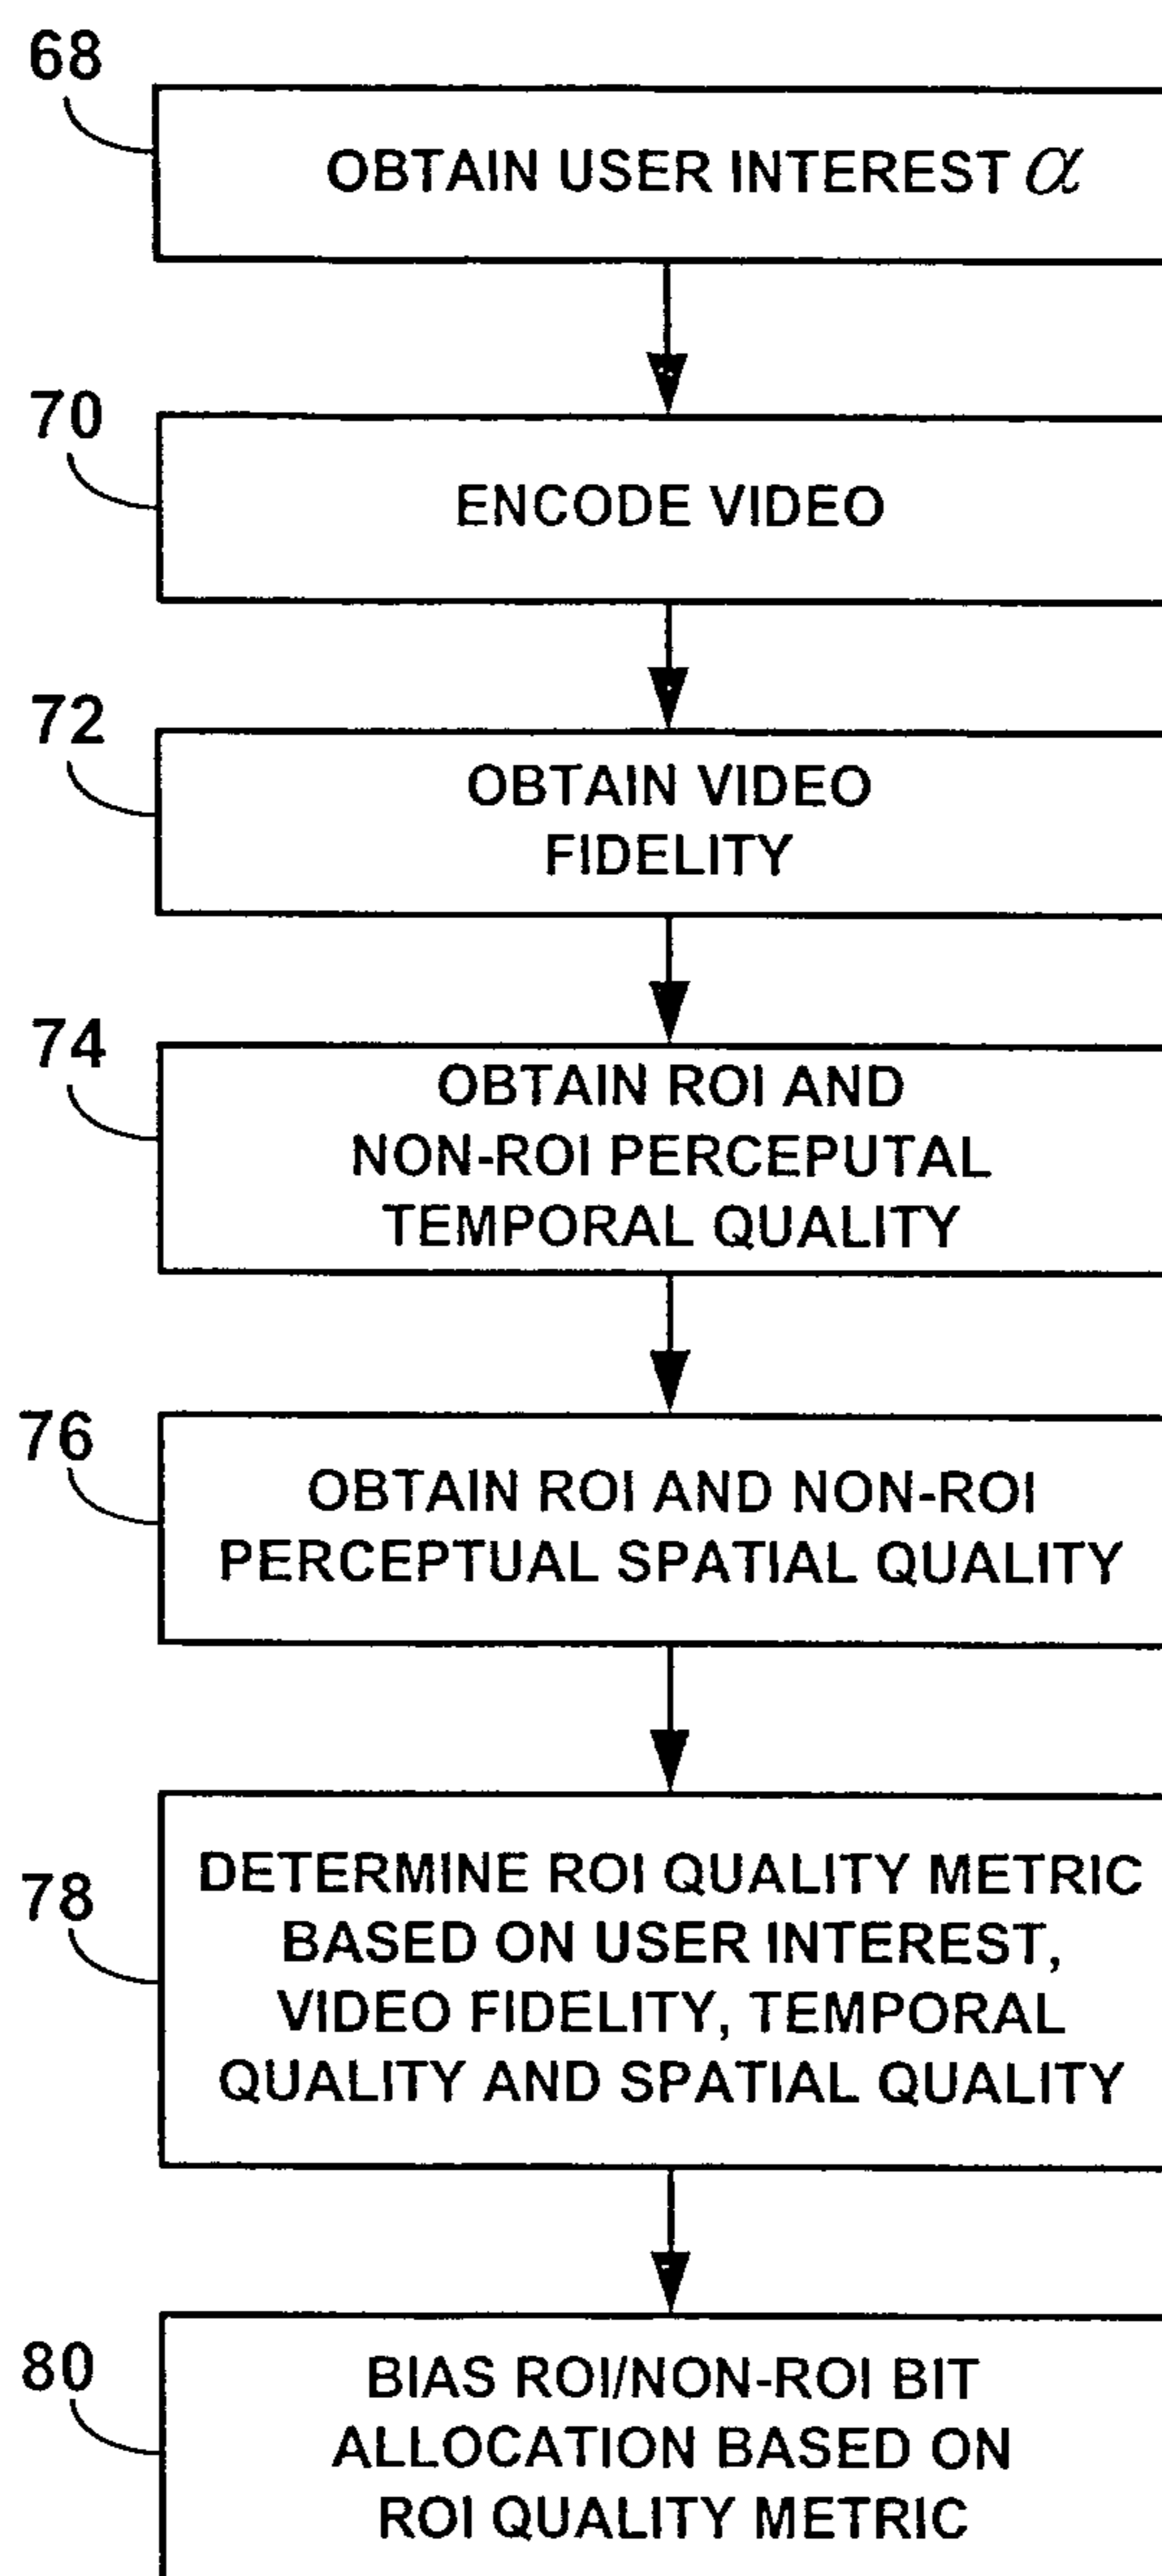 68
OBTAIN USER INTEREST α
70
ENCODE VIDEO
72
OBTAIN VIDEO
FIDELITY
74
OBTAIN ROI AND
NON-ROI PERCEPUTAL
TEMPORAL QUALITY
76
OBTAIN ROI AND NON-ROI
PERCEPTUAL SPATIAL QUALITY
78
DETERMINE ROI QUALITY METRIC
BASED ON USER INTEREST,
VIDEO FIDELITY, TEMPORAL
QUALITY AND SPATIAL QUALITY
80
BIAS ROI/NON-ROI BIT
ALLOCATION BASED ON
ROI QUALITY METRIC